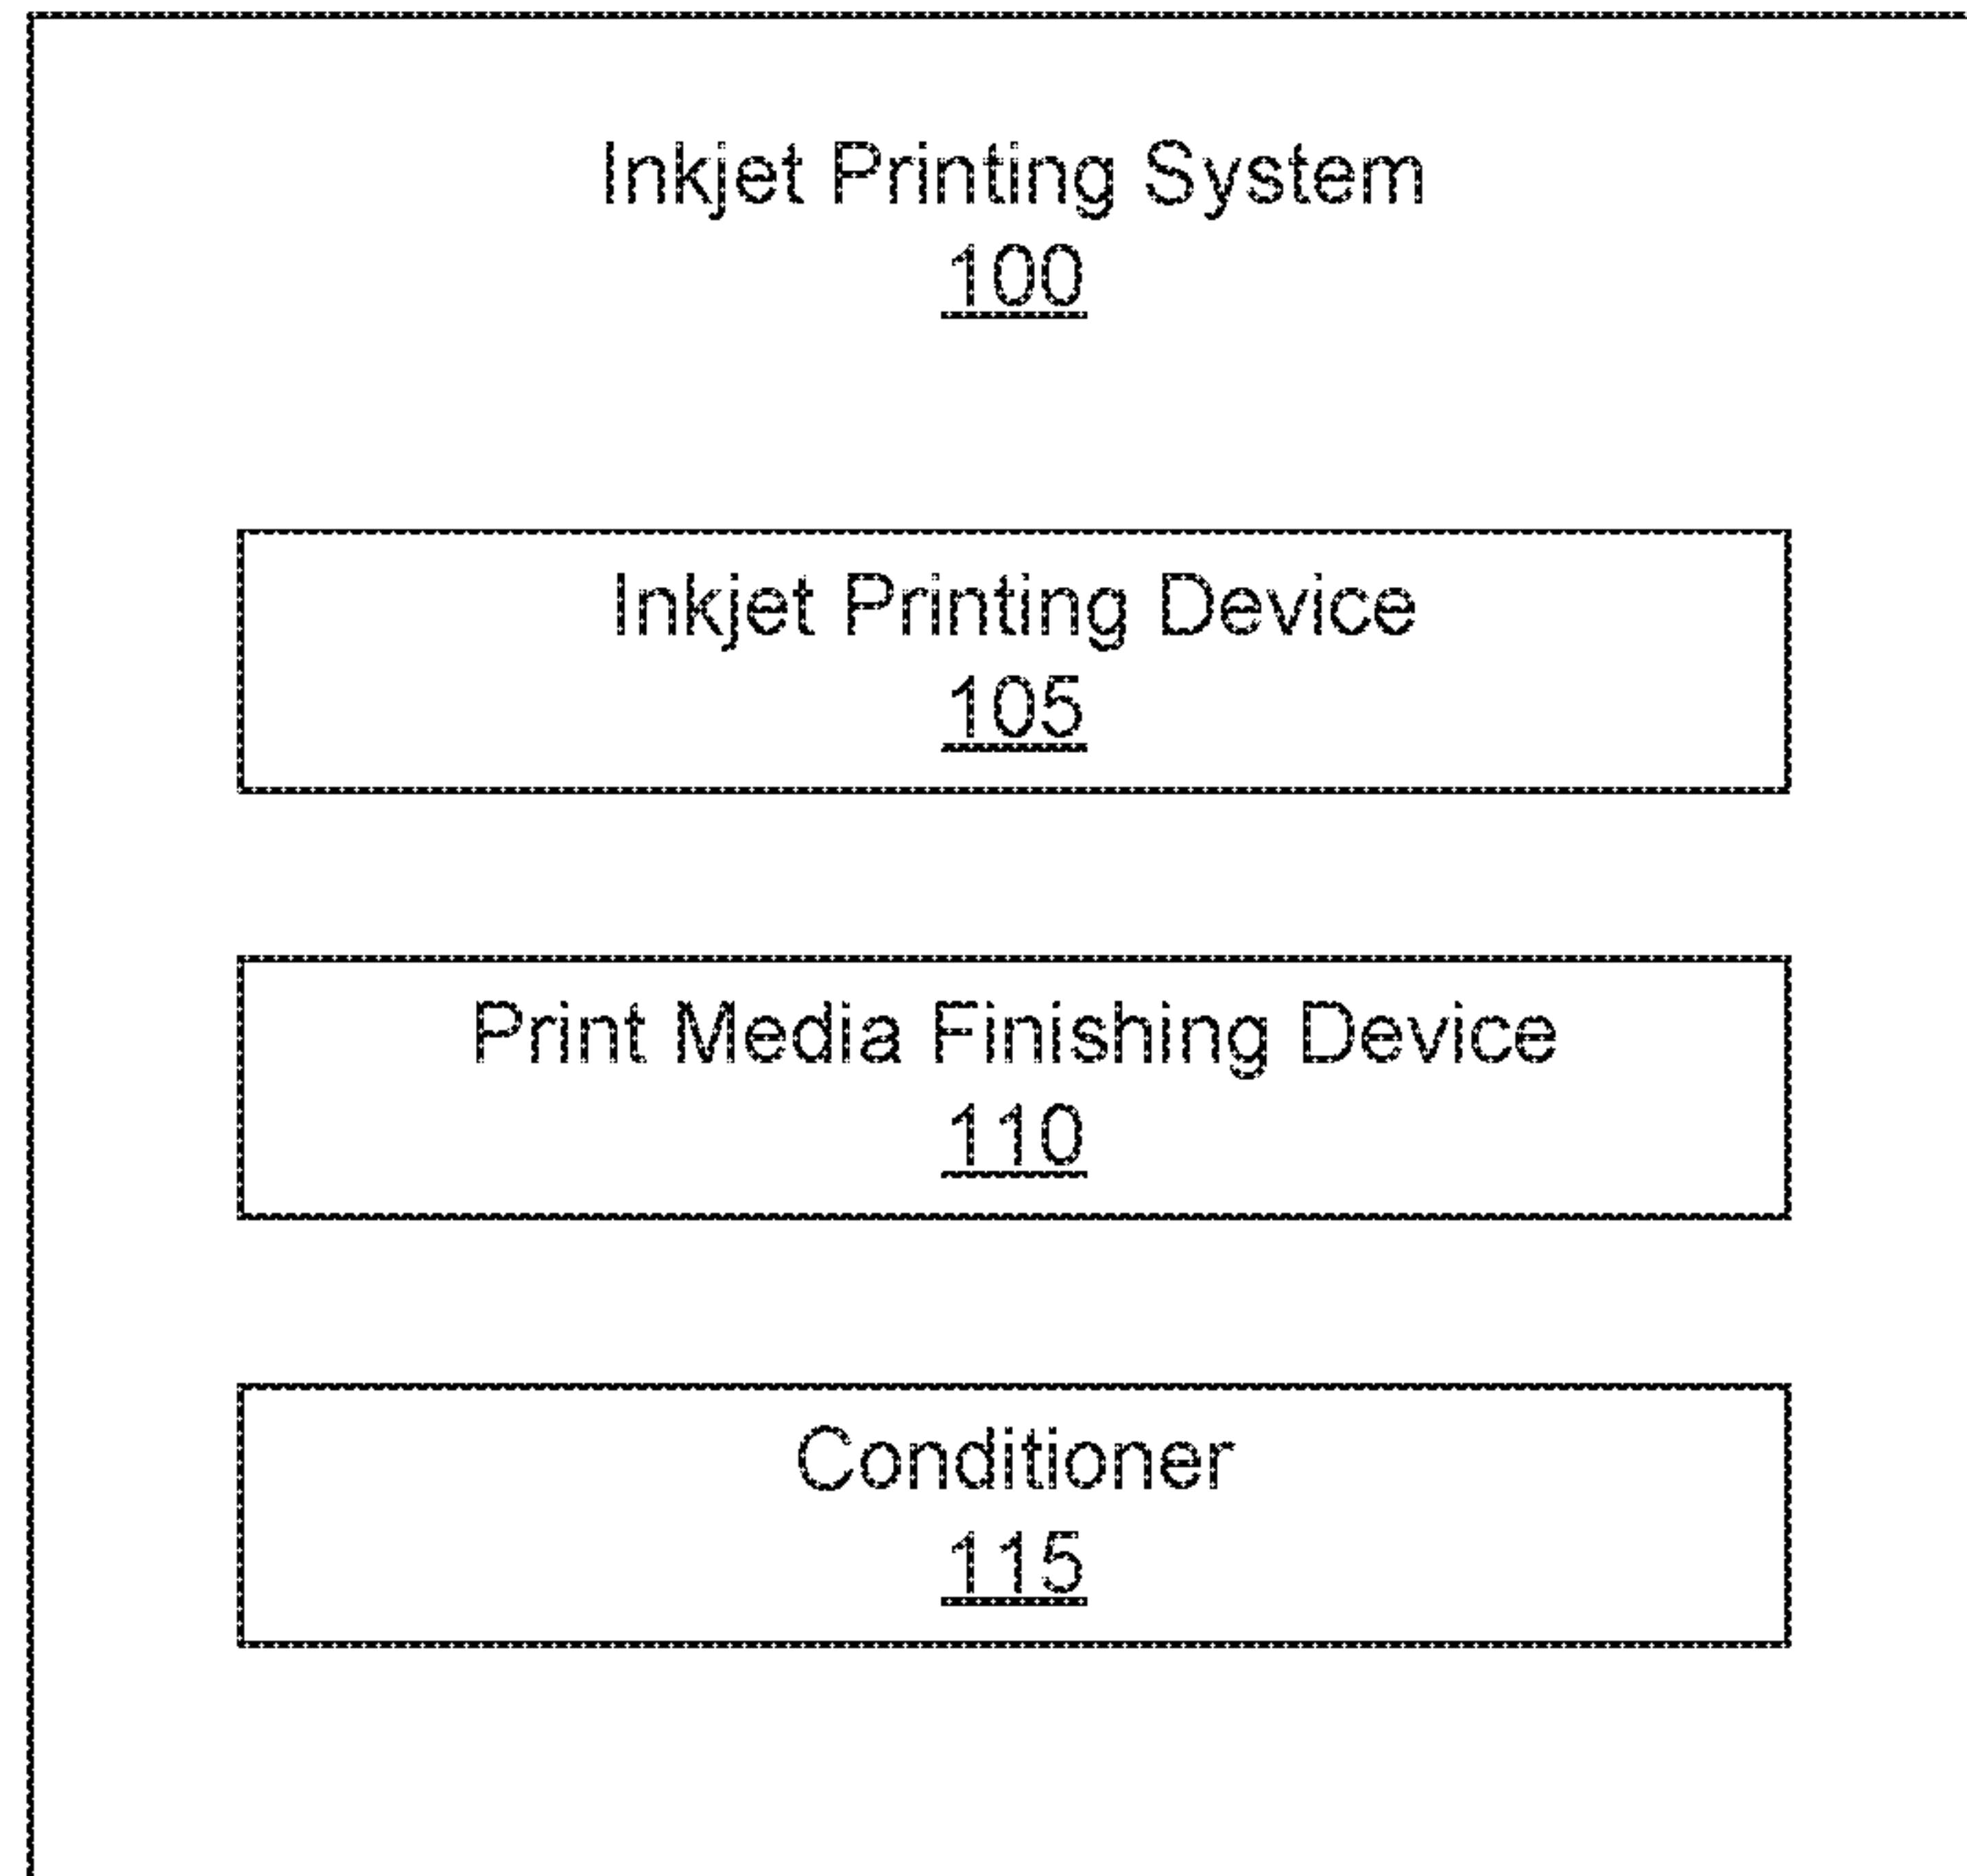 Inkjet Printing System
100
Inkjet Printing Device
105
Print Media Finishing Device
110
Conditioner
115